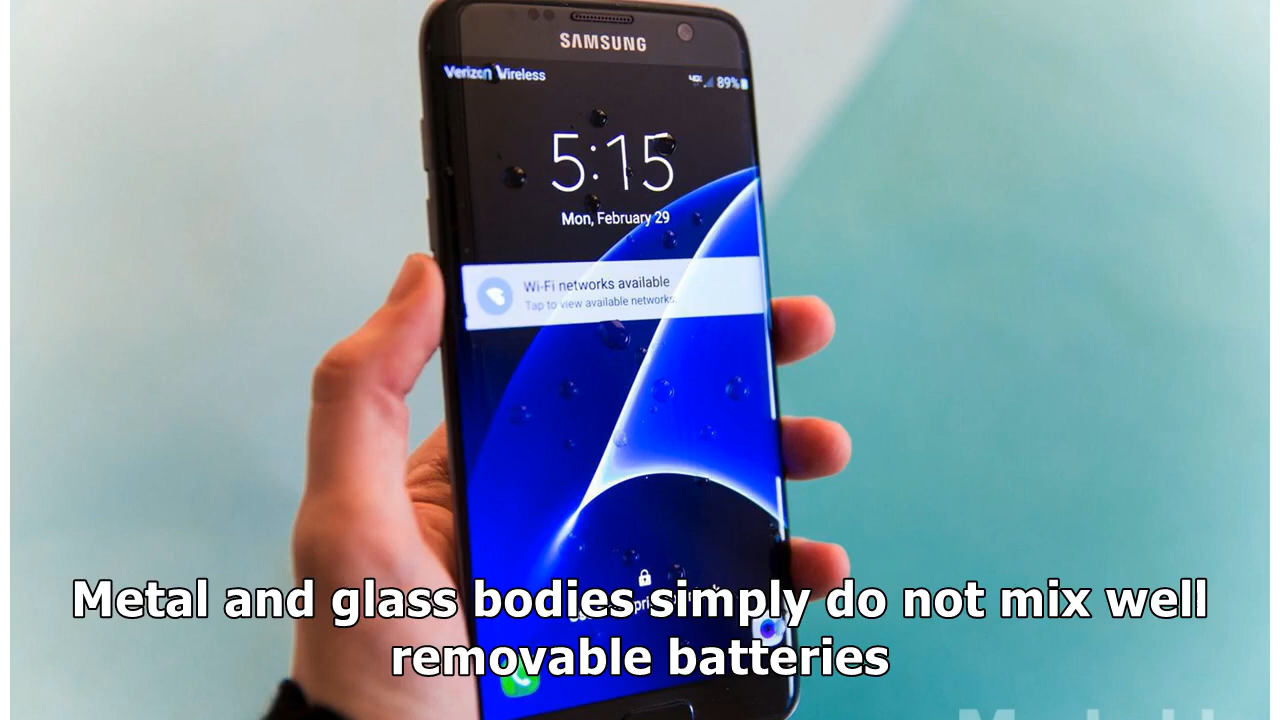 SAMSUNG
Verizon Wireless 89%
5:15
Mon, February 29
Wi-Fi networks available
Tap to view available networks.
Metal and glass bodies simply do not mix well
removable batteries